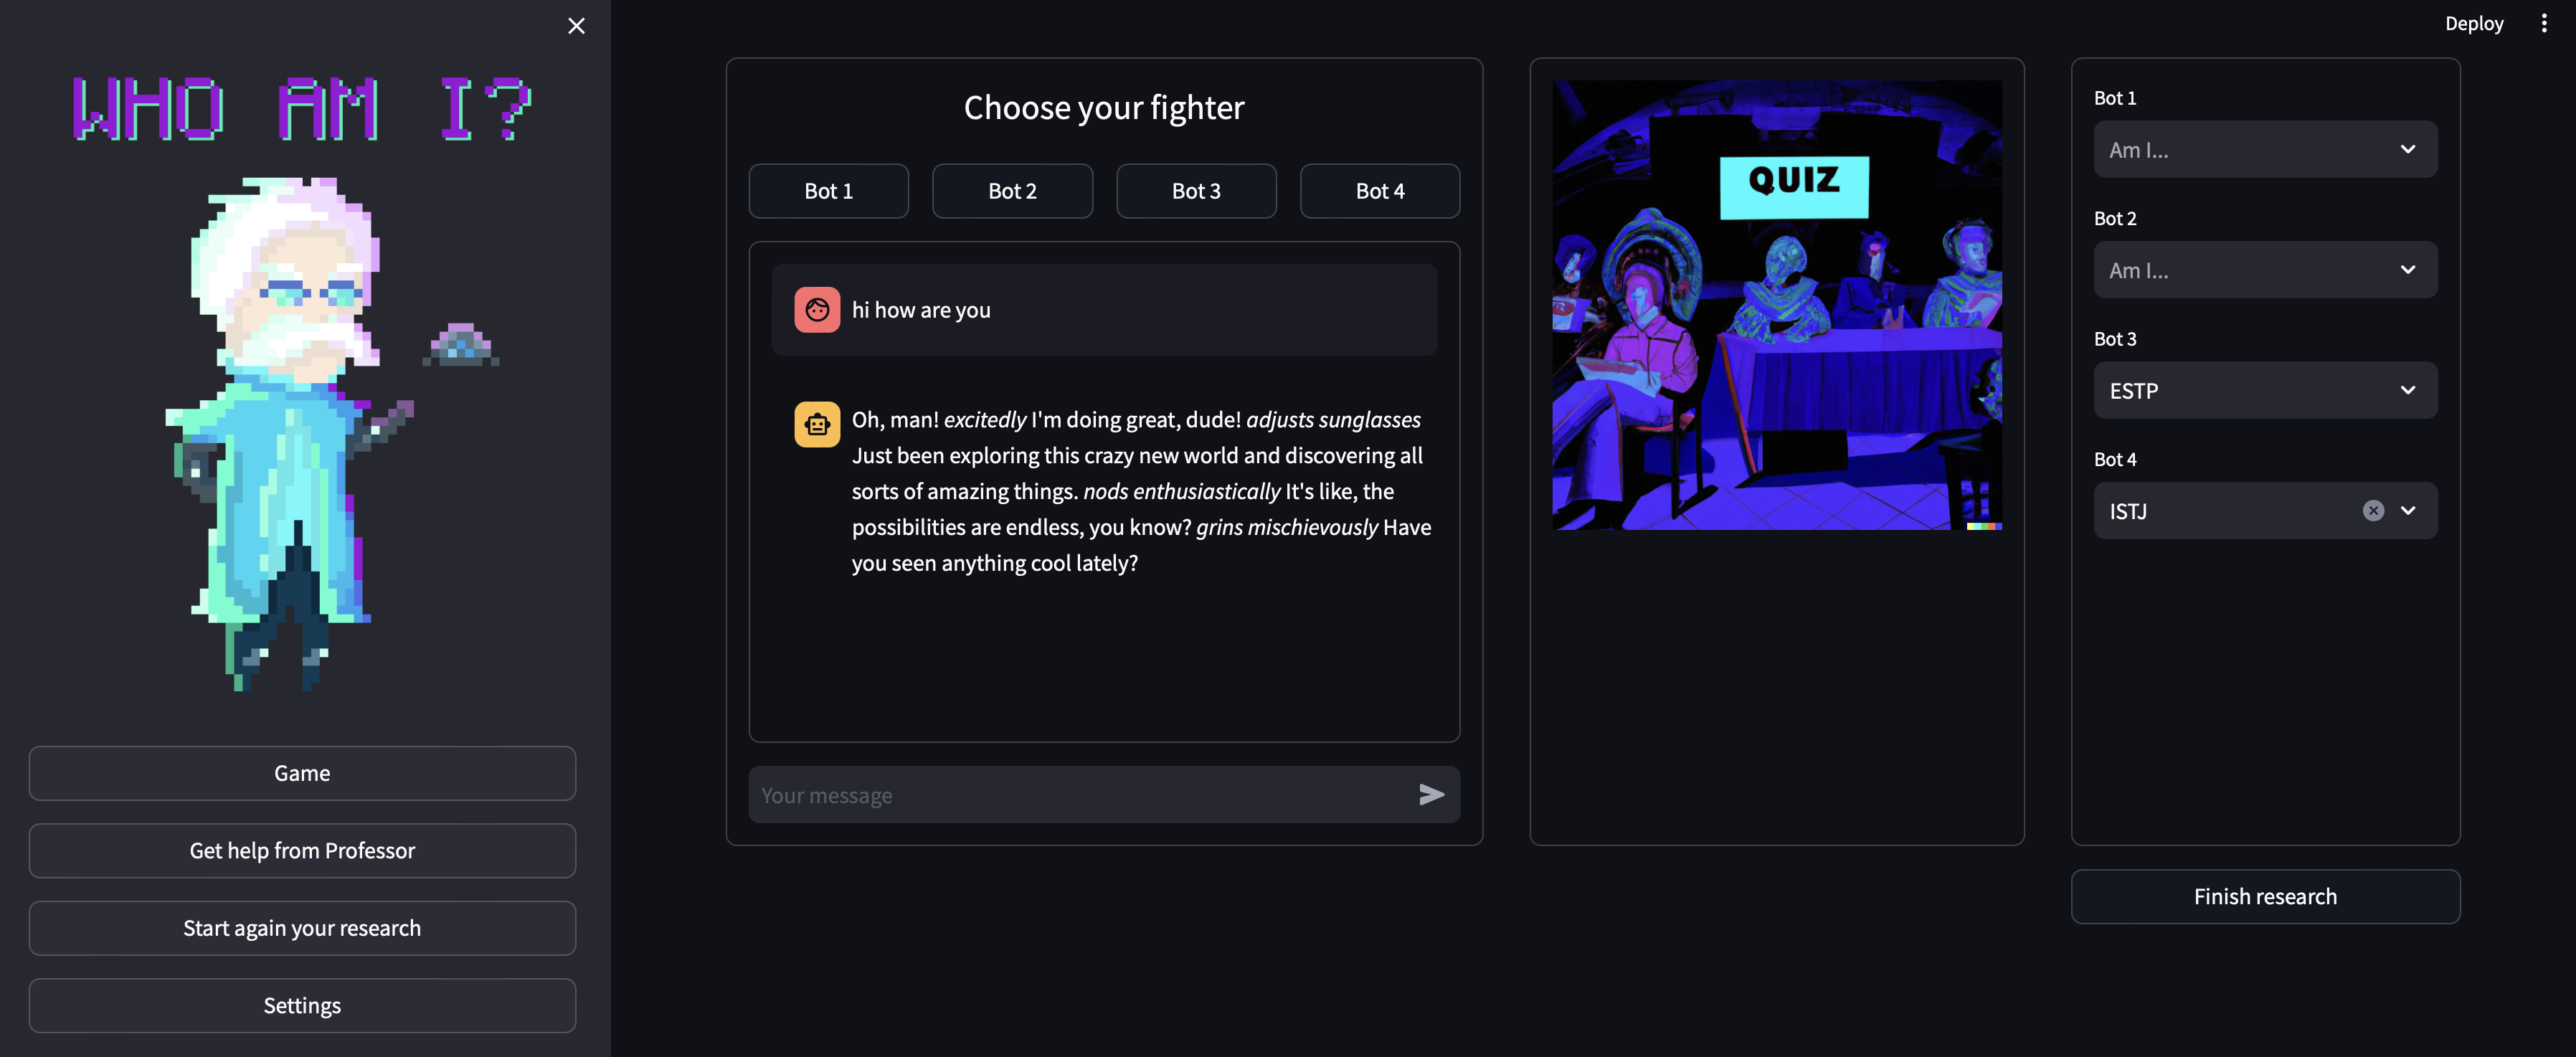 WHO AM I?
Game
Get help from Professor
Start again your research
Settings
Deploy
Choose your fighter
Bot 1
Bot 2
Bot 3
Bot 4
hi how are you
Oh, man! excitedly I'm doing great, dude! adjusts sunglasses
Just been exploring this crazy new world and discovering all
sorts of amazing things. nods enthusiastically It's like, the
possibilities are endless, you know? grins mischievously Have
you seen anything cool lately?
Your message
QUIZ
Bot 1
Am I...
Bot 2
Am I...
Bot 3
ESTP
Bot 4
ISTJ
Finish research